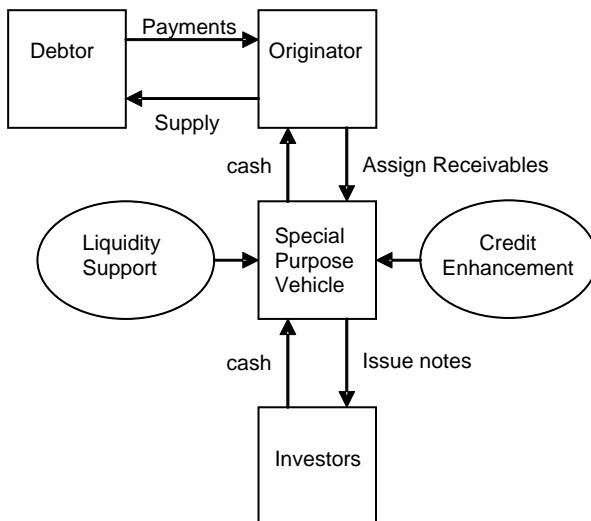 Payments
Debtor
Originator
Supply
cash
Assign Receivables
Liquidity
Support
Special
Purpose
Vehicle
Credit
Enhancement
cash
Issue notes
Investors